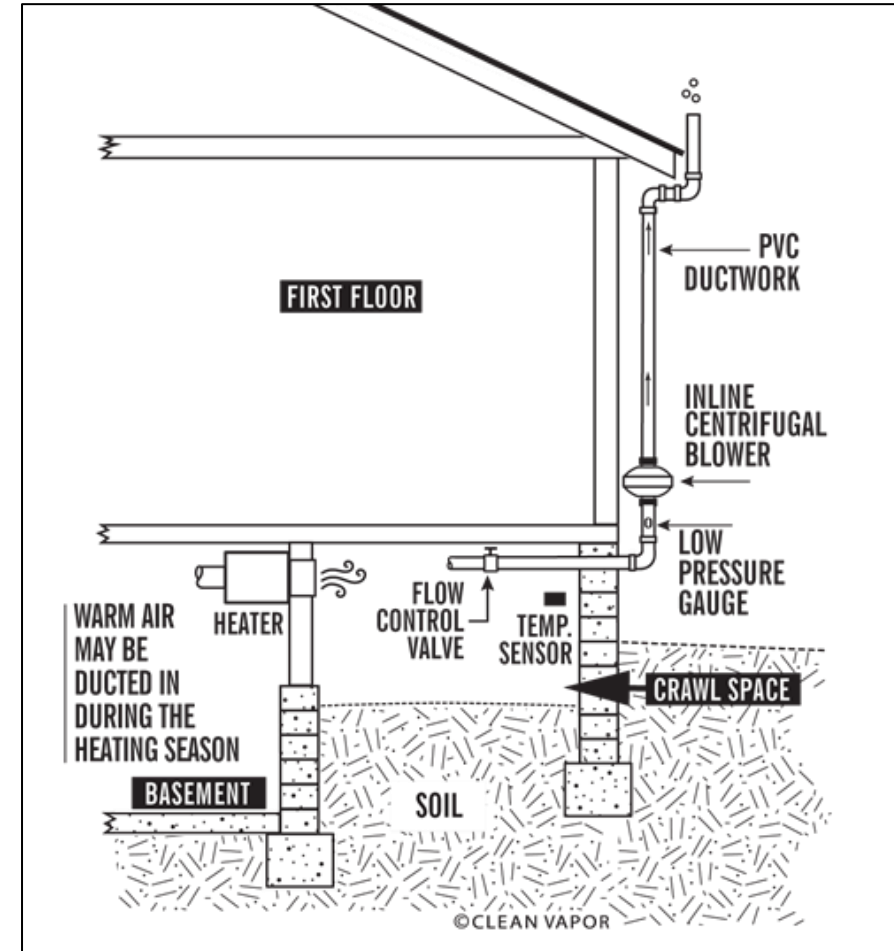 FIRST FLOOR
PVC
DUCTWORK
INLINE
CENTRIFUGAL
BLOWER
LOW
PRESSURE
GAUGE
HEATER
FLOW
CONTROL
VALVE
TEMP.
SENSOR
WARM AIR
MAY BE
DUCTED IN
DURING THE
HEATING SEASON
CRAWL SPACE
BASEMENT
SOIL
©CLEAN VAPOR